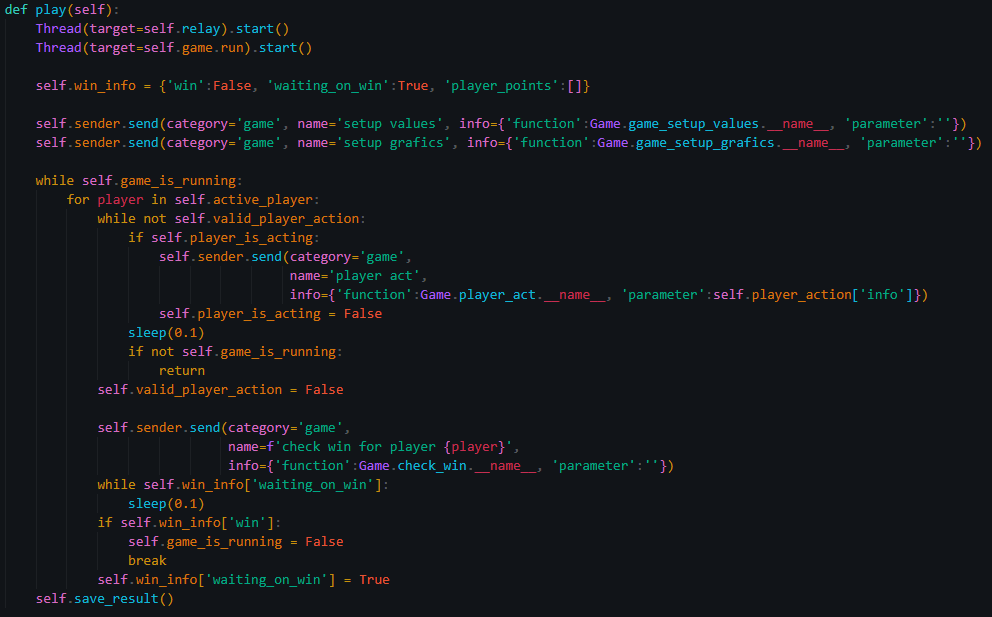 def play(self):
    Thread(target=self.relay).start()
    Thread(target=self.game.run).start()

    self.win_info = {'win':False, 'waiting_on_win':True, 'player_points':[]}

    self.sender.send(category='game', name='setup values', info={'function':Game.game_setup_values.__name__, 'parameter':''})
    self.sender.send(category='game', name='setup grafics', info={'function':Game.game_setup_grafics.__name__, 'parameter':''})

    while self.game_is_running:
        for player in self.active_player:
            while not self.valid_player_action:
                if self.player_is_acting:
                    self.sender.send(category='game',
                                     name='player act',
                                     info={'function':Game.player_act.__name__, 'parameter':self.player_action['info']})
                    self.player_is_acting = False
                sleep(0.1)
                if not self.game_is_running:
                    return
            self.valid_player_action = False

            self.sender.send(category='game',
                             name=f'check win for player {player}',
                             info={'function':Game.check_win.__name__, 'parameter':''})
            while self.win_info['waiting_on_win']:
                sleep(0.1)
            if self.win_info['win']:
                self.game_is_running = False
                break
            self.win_info['waiting_on_win'] = True
    self.save_result()